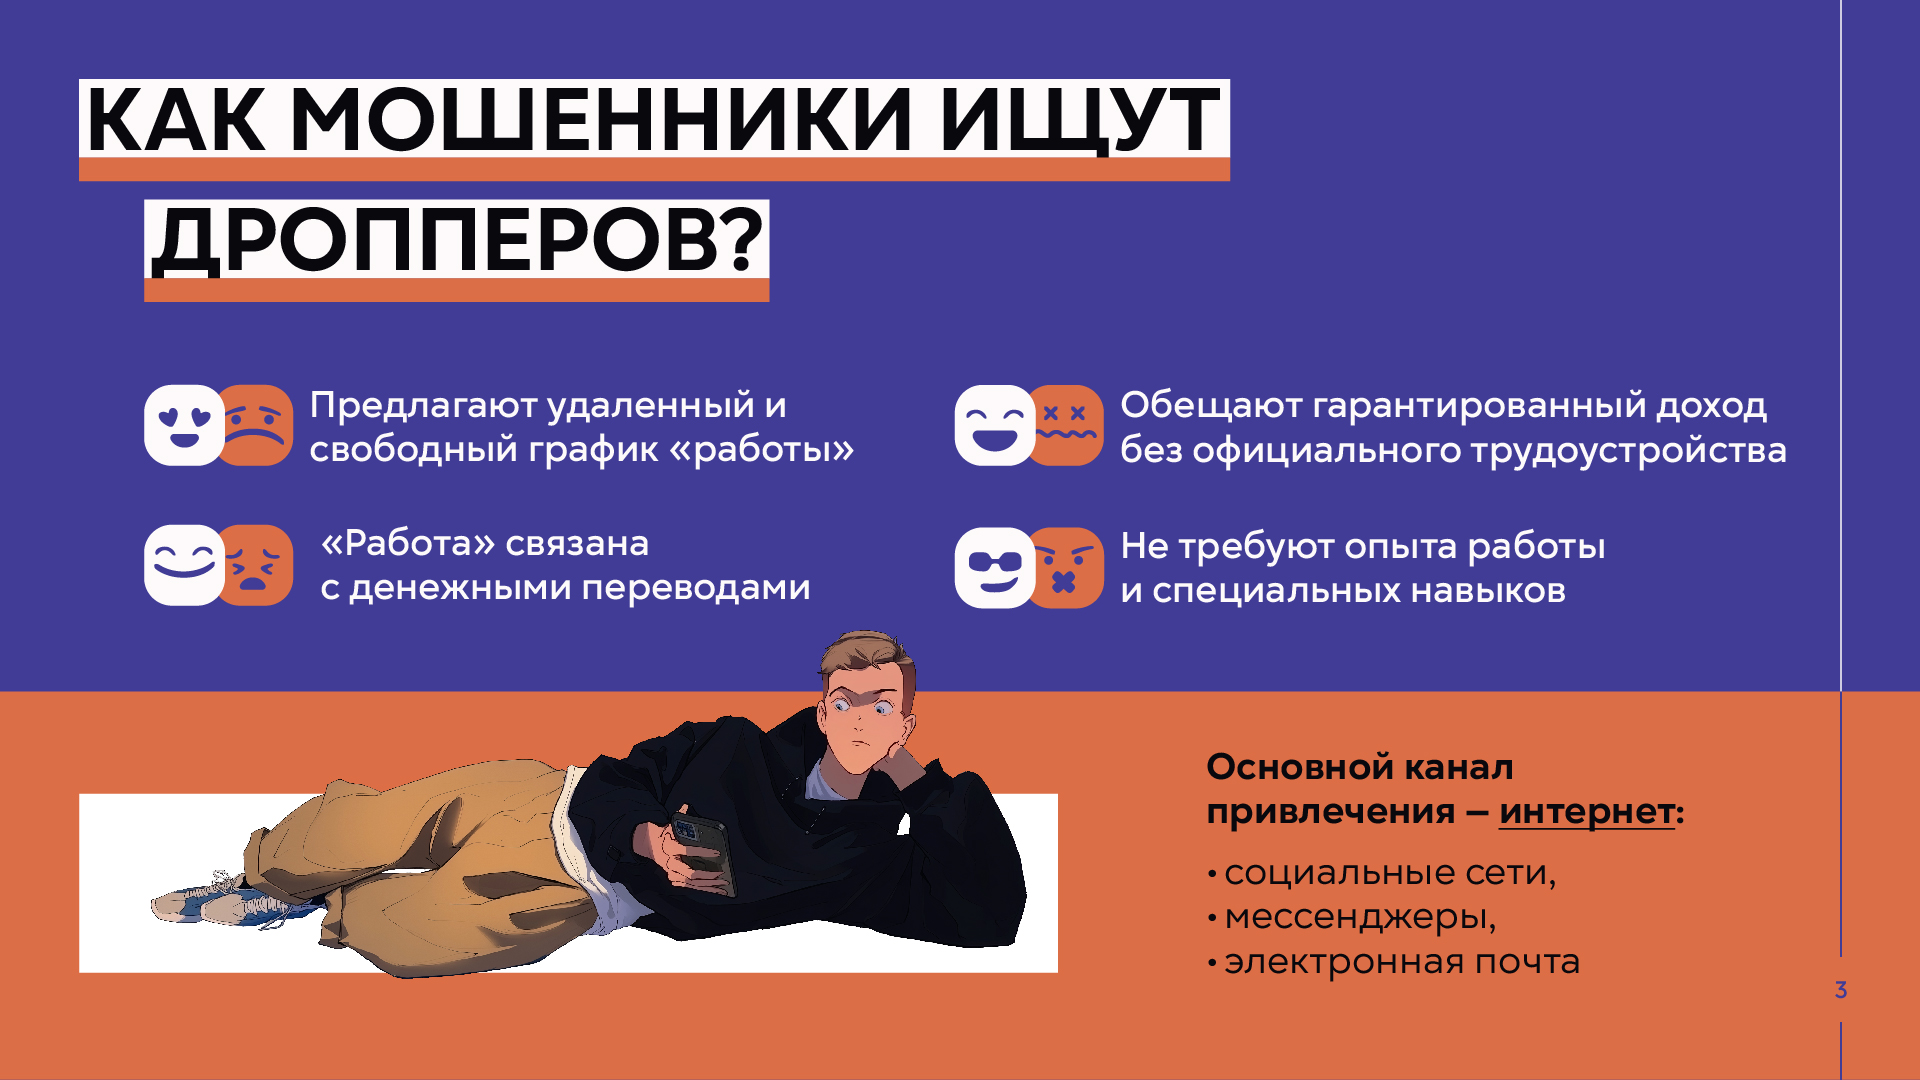 КАК МОШЕННИКИ ИЩУТ
ДРОППЕРОВ?
Предлагают удаленный и
свободный график «работы»
Обещают гарантированный доход
без официального трудоустройства
«Работа» связана
с денежными переводами
Не требуют опыта работы
и специальных навыков
Основной канал
привлечения – интернет:
• социальные сети,
• мессенджеры,
• электронная почта
3